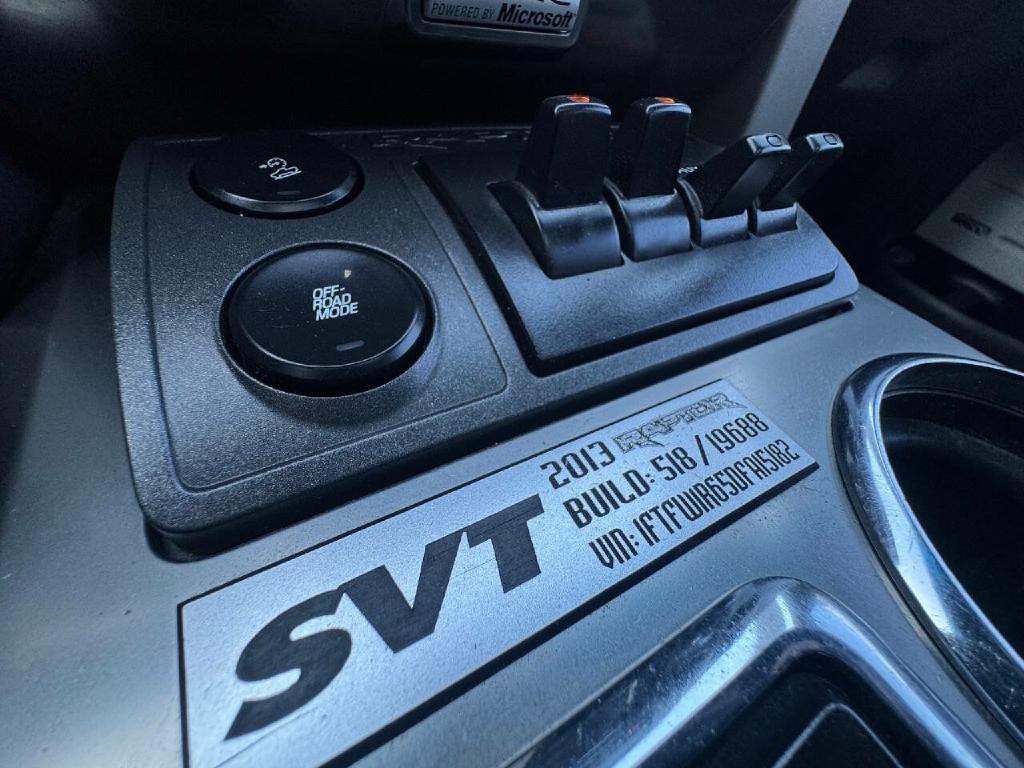 POWERED BY Microsoft
OFF-
ROAD
MODE
2013 RAPTOR
BUILD: 518/19688
VIN: 1FTFW1R65DFA15182
SVT